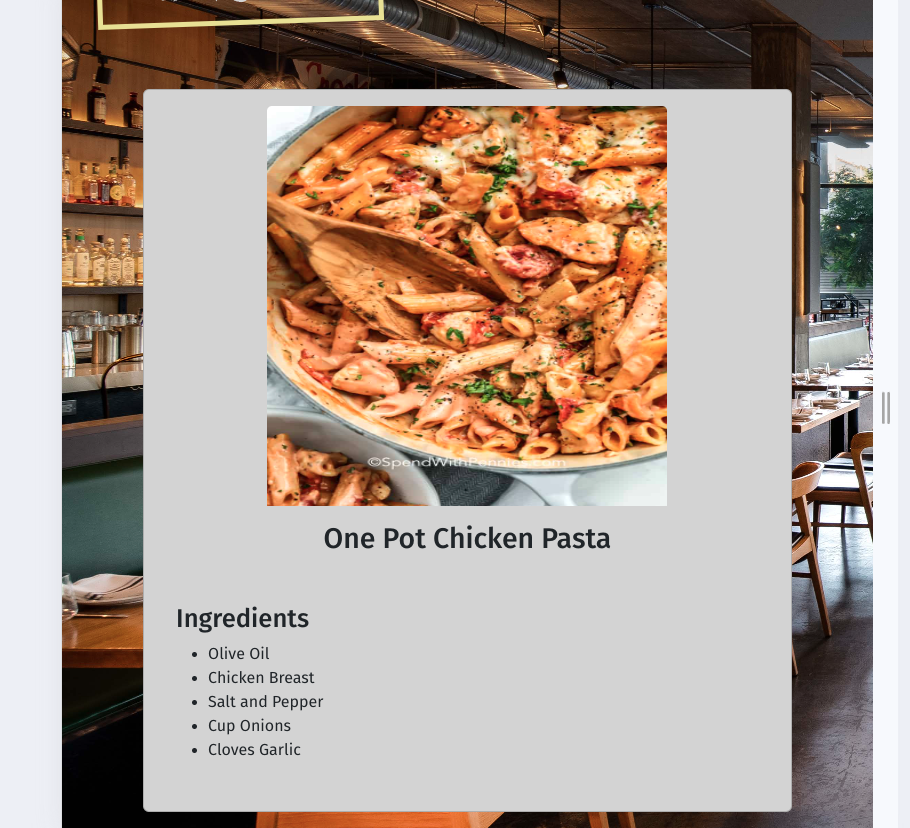 ©SpendWithPennies.com
One Pot Chicken Pasta
Ingredients
Olive Oil
Chicken Breast
Salt and Pepper
Cup Onions
Cloves Garlic